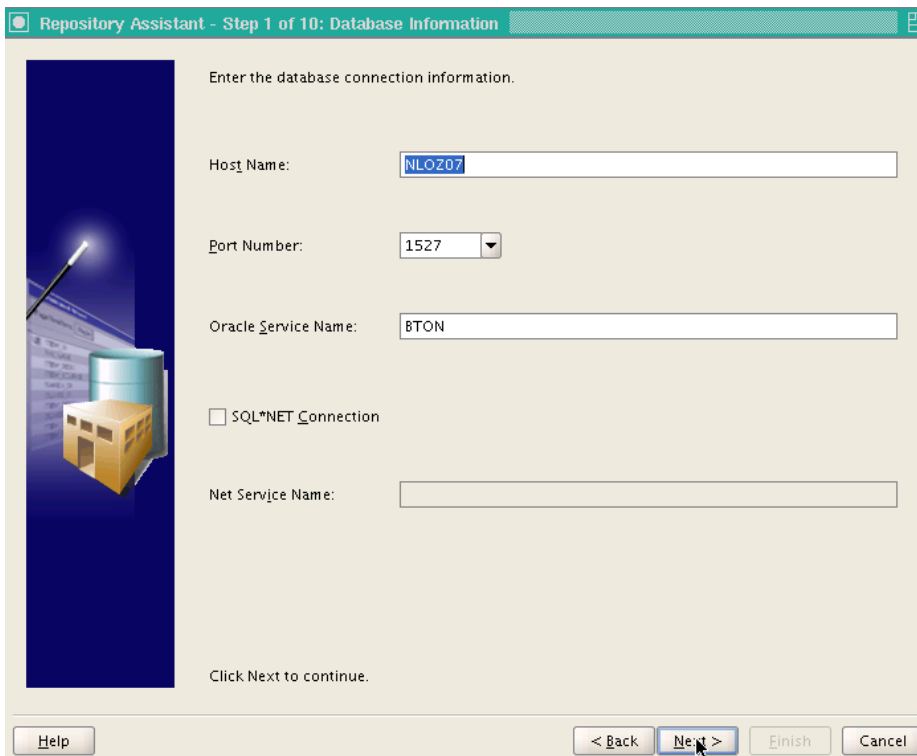 Repository Assistant - Step 1 of 10: Database Information
Enter the database connection information.
Host Name: NLOZ07
Port Number: 1527
Oracle Service Name: BTON
SQL*NET Connection
Net Service Name:
Click Next to continue.
Help < Back Next > Finish Cancel